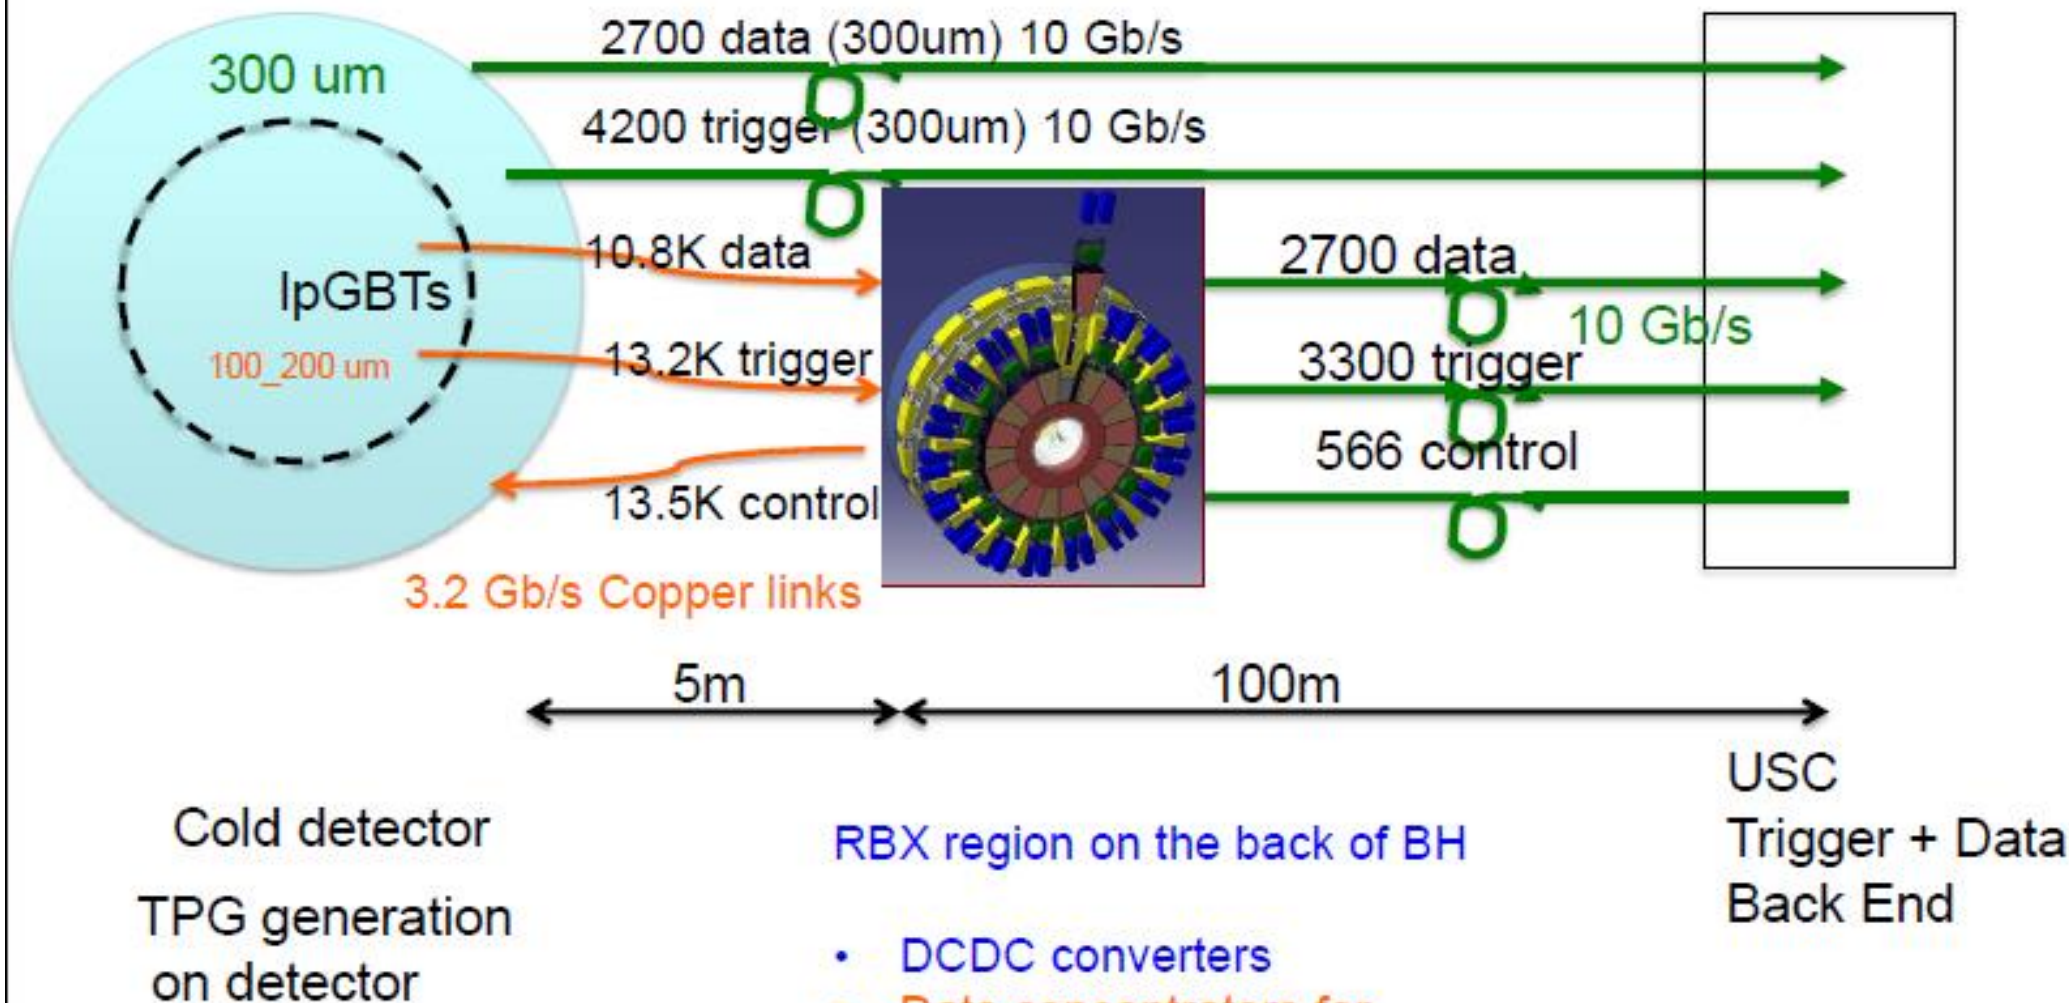 2700 data (300um) 10 Gb/s
300 um
4200 trigger (300um) 10 Gb/s
10.8K data
2700 data
lpGBTs
10 Gb/s
100_200 um
13.2K trigger
3300 trigger
566 control
13.5K control
3.2 Gb/s Copper links
5m
100m
Cold detector
TPG generation
on detector
RBX region on the back of BH
• DCDC converters
• Data concentrators for
USC
Trigger + Data
Back End